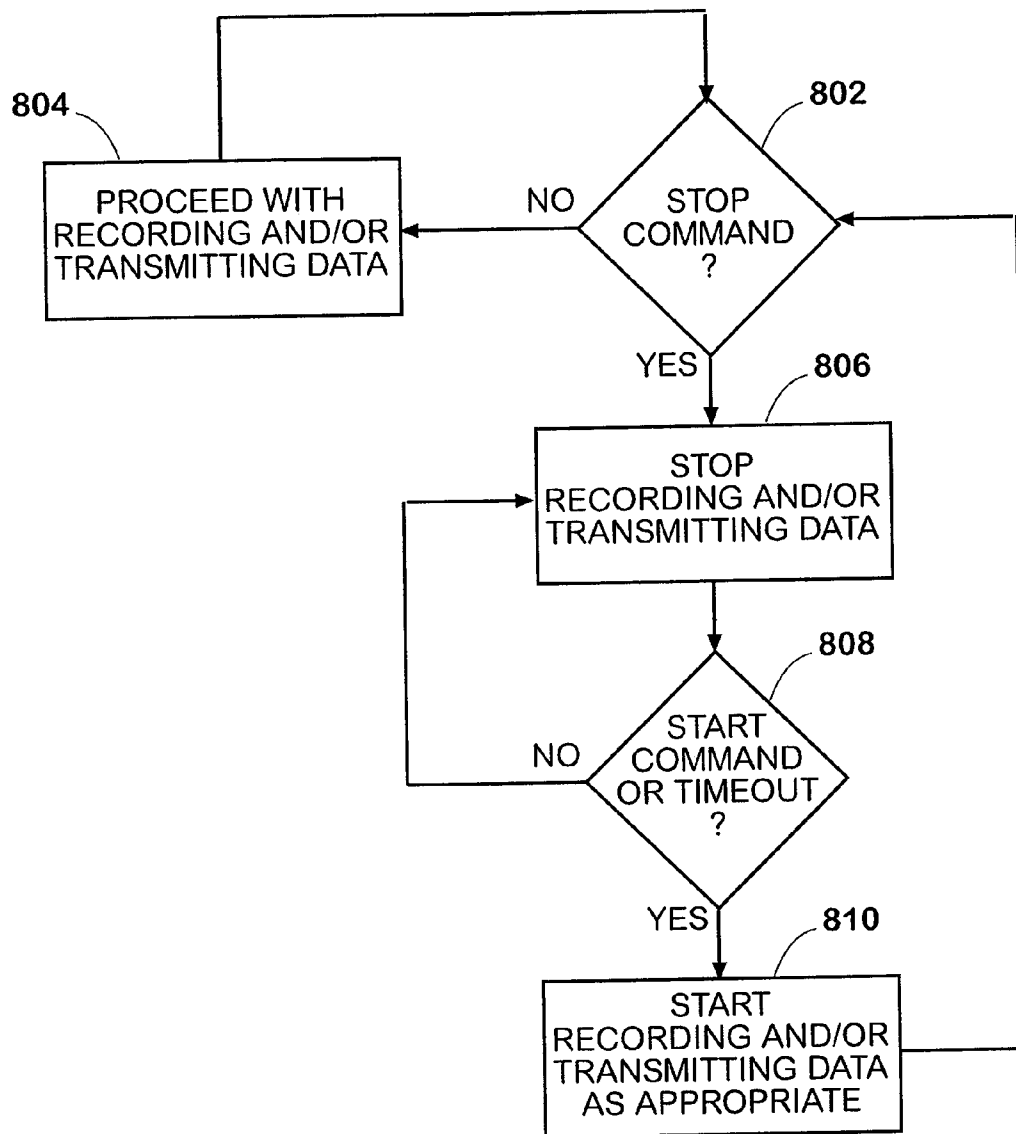 804
802
PROCEED WITH
RECORDING AND/OR
TRANSMITTING DATA
NO
STOP
COMMAND
?
YES
806
STOP
RECORDING AND/OR
TRANSMITTING DATA
808
NO
START
COMMAND
OR TIMEOUT
?
YES
810
START
RECORDING AND/OR
TRANSMITTING DATA
AS APPROPRIATE